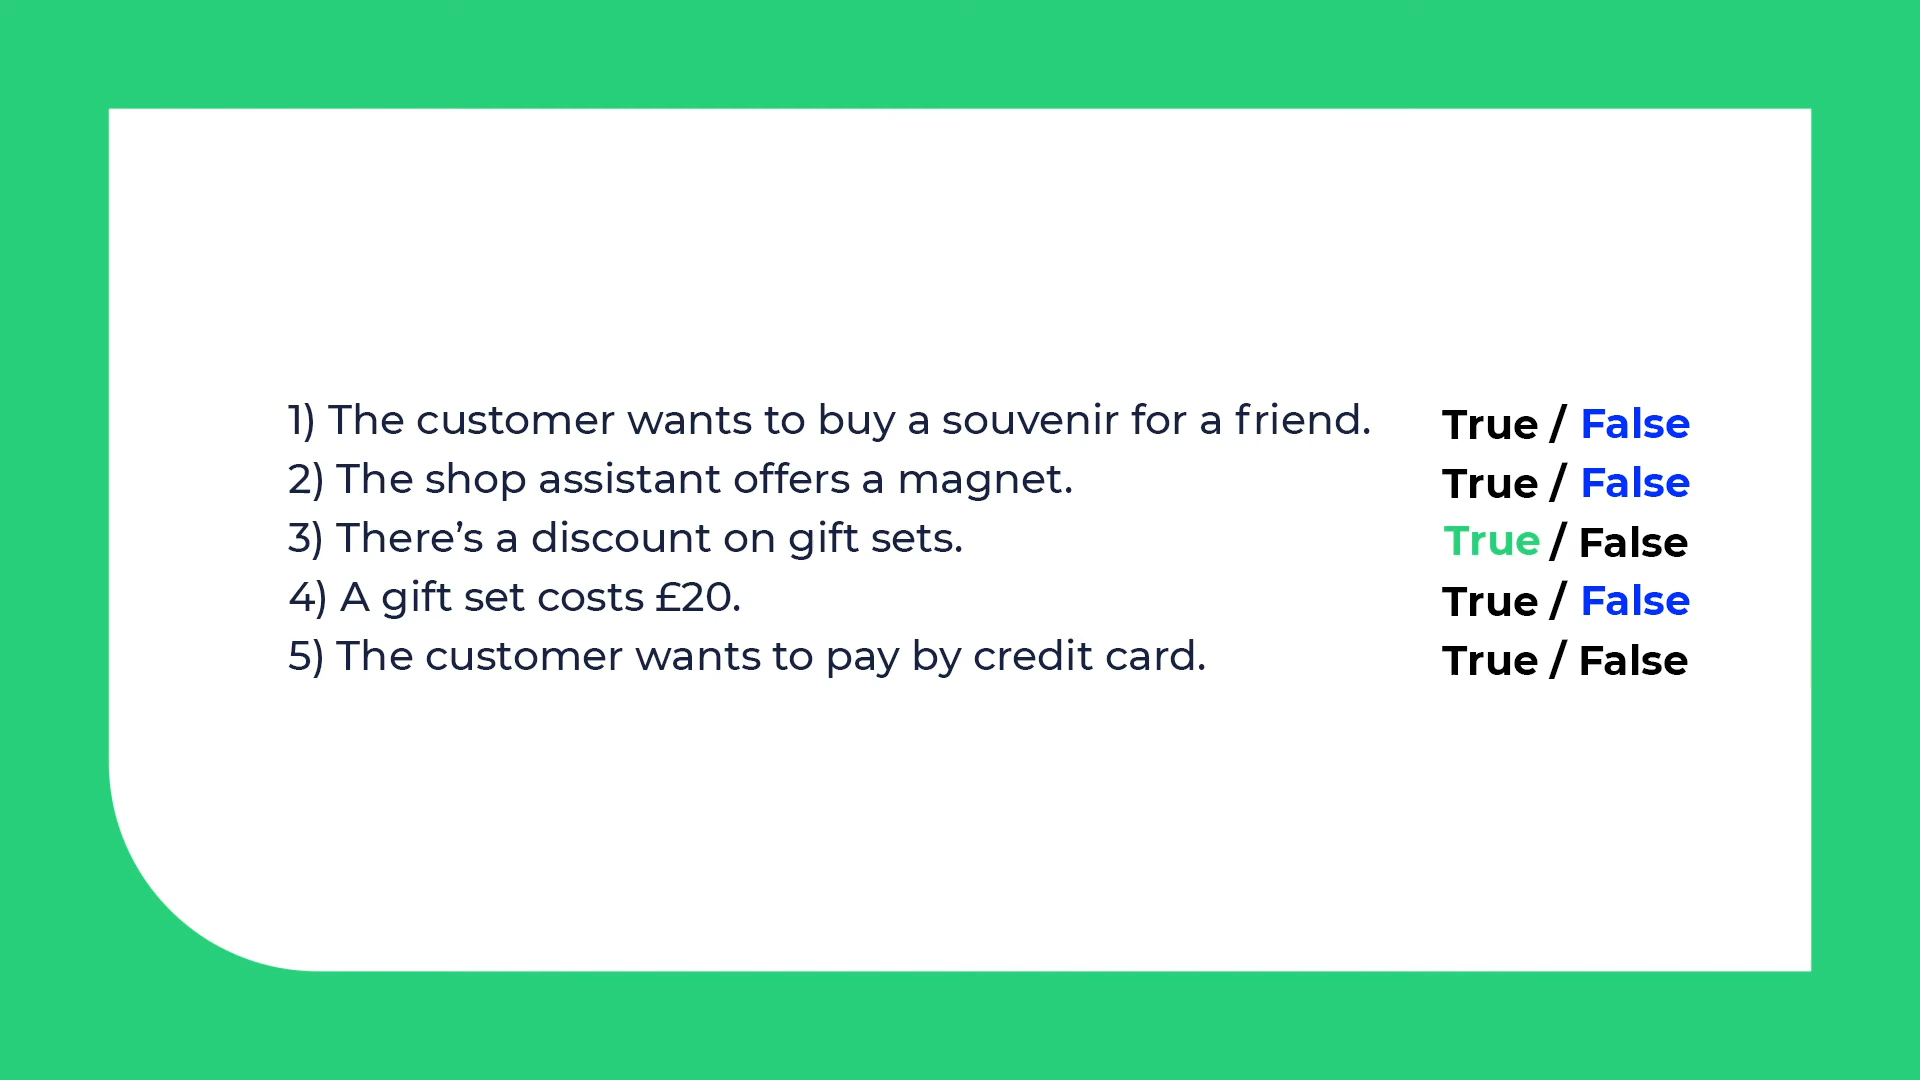 1) The customer wants to buy a souvenir for a friend. True / False
2) The shop assistant offers a magnet. True / False
3) There’s a discount on gift sets. True / False
4) A gift set costs £20. True / False
5) The customer wants to pay by credit card. True / False